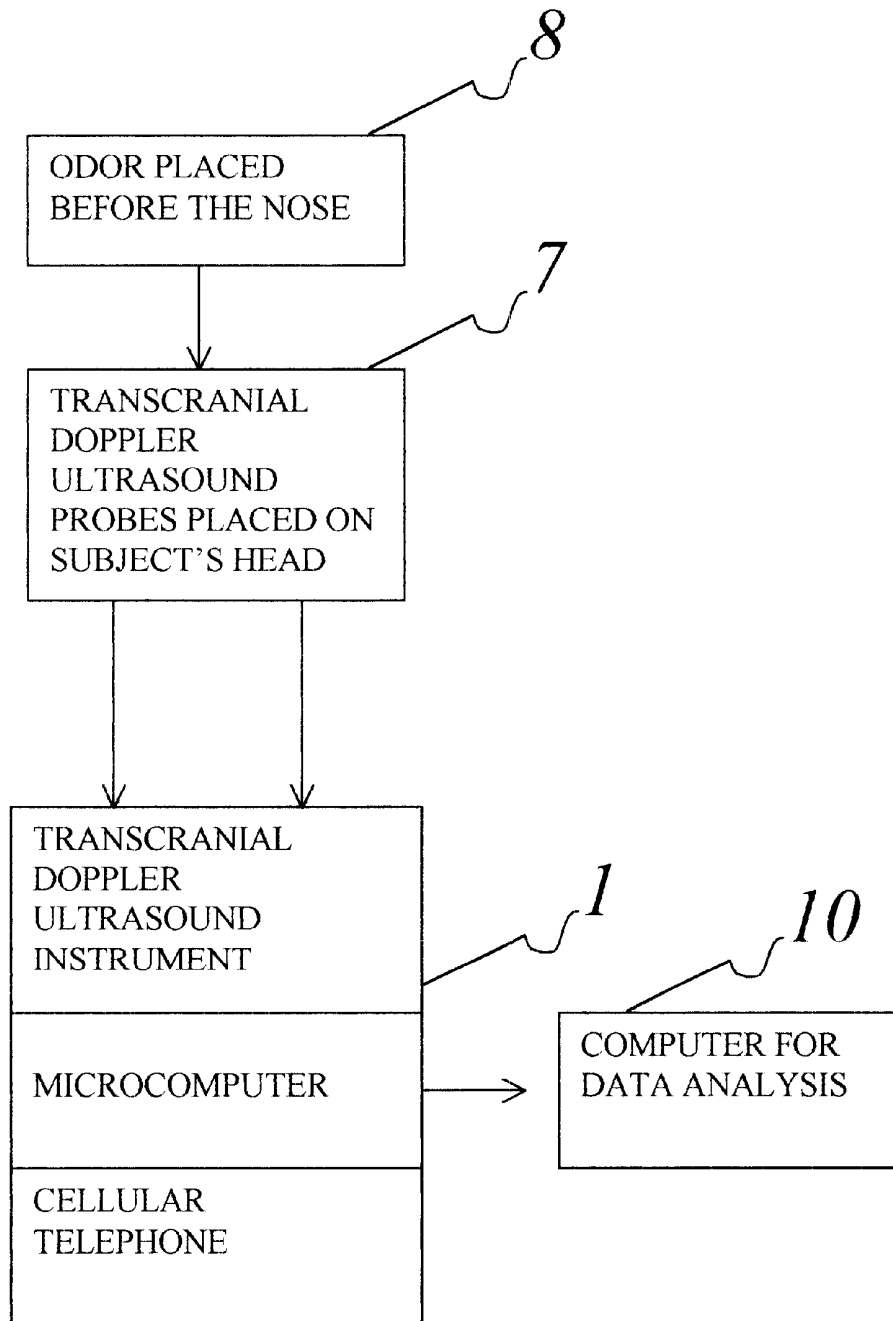 8
ODOR PLACED
BEFORE THE NOSE
7
TRANSCRANIAL
DOPPLER
ULTRASOUND
PROBES PLACED ON
SUBJECT'S HEAD
TRANSCRANIAL
DOPPLER
ULTRASOUND
INSTRUMENT
1
MICROCOMPUTER
CELLULAR
TELEPHONE
10
COMPUTER FOR
DATA ANALYSIS